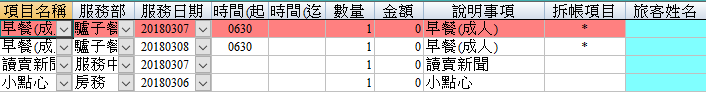 項目名稱 服務部 服務日期 時間(起 時間(迄 數量 金額 說明事項 拆帳項目 旅客姓名
早餐(成 驢子餐 20180307 0630 1 0 早餐(成人) *
早餐(成 驢子餐 20180308 0630 1 0 早餐(成人) *
讀賣新聞 服務中 20180307 1 0 讀賣新聞
小點心 房務 20180306 1 0 小點心